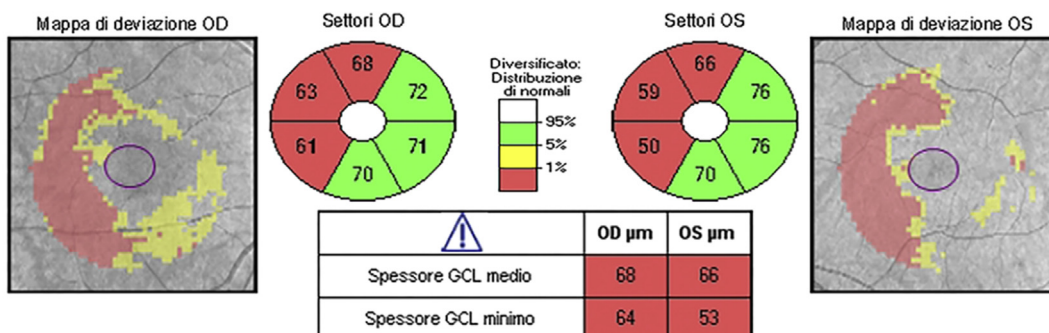 Mappa di deviazione OD
Settori OD
Settori OS
Mappa di deviazione OS
68
63
72
61
71
70
Diversificato:
Distribuzione
di normali
95%
5%
1%
66
59
76
50
76
70
OD µm
OS µm
Spessore GCL medio
68
66
Spessore GCL minimo
64
53